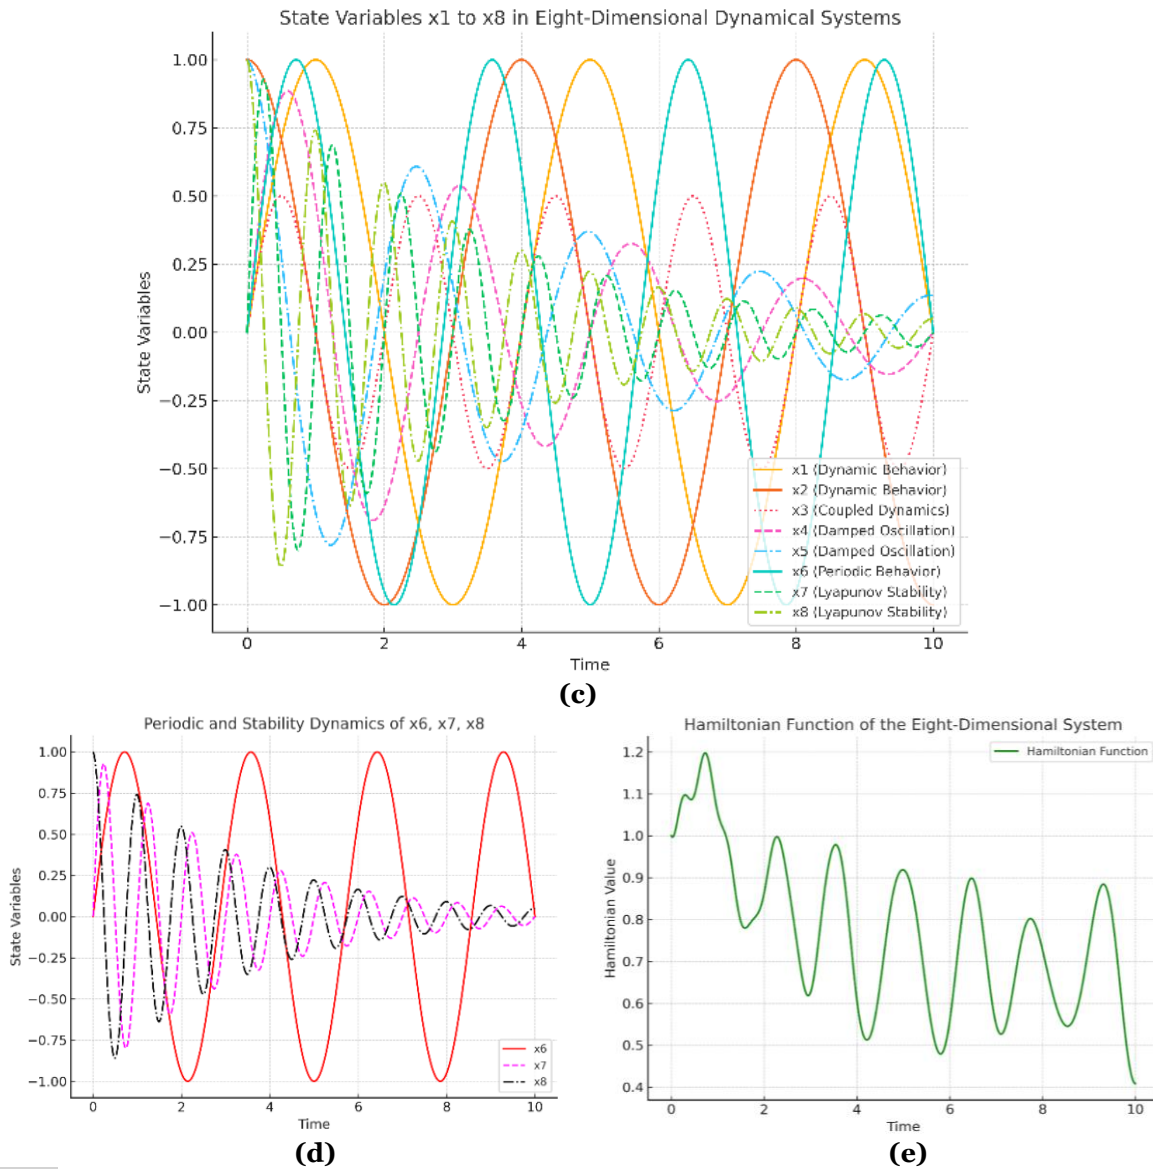 State Variables x1 to x8 in Eight-Dimensional Dynamical Systems
1.00
0.75
0.50
0.25
0.00
−0.25
−0.50
−0.75
−1.00
State Variables
x1 (Dynamic Behavior)
x2 (Dynamic Behavior)
x3 (Coupled Dynamics)
x4 (Damped Oscillation)
x5 (Damped Oscillation)
x6 (Periodic Behavior)
x7 (Lyapunov Stability)
x8 (Lyapunov Stability)
0 2 4 6 8 10
Time
(c)
Periodic and Stability Dynamics of x6, x7, x8
1.00
0.75
0.50
0.25
0.00
−0.25
−0.50
−0.75
−1.00
State Variables
x6
x7
x8
0 2 4 6 8 10
Time
(d)
Hamiltonian Function of the Eight-Dimensional System
Hamiltonian Function
1.2
1.1
1.0
0.9
0.8
0.7
0.6
0.5
0.4
Hamiltonian Value
0 2 4 6 8 10
Time
(e)